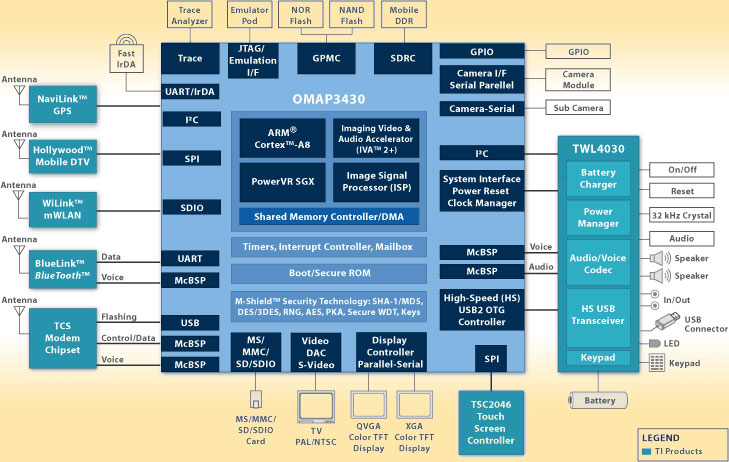 Trace
Analyzer
Emulator
Pod
NOR
Flash
NAND
Flash
Mobile
DDR
Fast
IrDA
Trace
JTAG/
Emulation
I/F
GPMC
SDRC
GPIO
GPIO
Camera I/F
Serial Parellel
Camera
Module
Camera-Serial
Sub Camera
Antenna
NaviLink™
GPS
UART/IrDA
I²C
OMAP3430
ARM®
Cortex™-A8
Imaging Video &
Audio Accelerator
(IVA™ 2+)
PowerVR SGX
Image Signal
Processor (ISP)
Shared Memory Controller/DMA
Timers, Interrupt Controller, Mailbox
Boot/Secure ROM
M-Shield™ Security Technology: SHA-1/MDS,
DES/3DES, RNG, AES, PKA, Secure WDT, Keys
Antenna
Hollywood™
Mobile DTV
SPI
Antenna
WiLink™
mWLAN
SDIO
Antenna
BlueLink™
BlueTooth™
Data
Voice
UART
McBSP
Antenna
TCS
Modem
Chipset
Flashing
Control/Data
Voice
USB
McBSP
McBSP
I²C
System Interface
Power Reset
Clock Manager
McBSP
McBSP
Voice
Audio
High-Speed (HS)
USB2 OTG
Controller
TWL4030
Battery
Charger
Power
Manager
Audio/Voice
Codec
HS USB
Transceiver
Keypad
On/Off
Reset
32 kHz Crystal
Audio
Speaker
Speaker
In/Out
USB
Connector
LED
Keypad
Battery
MS/
MMC/
SD/SDIO
Video
DAC
S-Video
Display
Controller
Parallel-Serial
SPI
MS/MMC/
SD/SDIO
Card
TV
PAL/NTSC
QVGA
Color TFT
Display
XGA
Color TFT
Display
TSC2046
Touch
Screen
Controller
LEGEND
TI Products